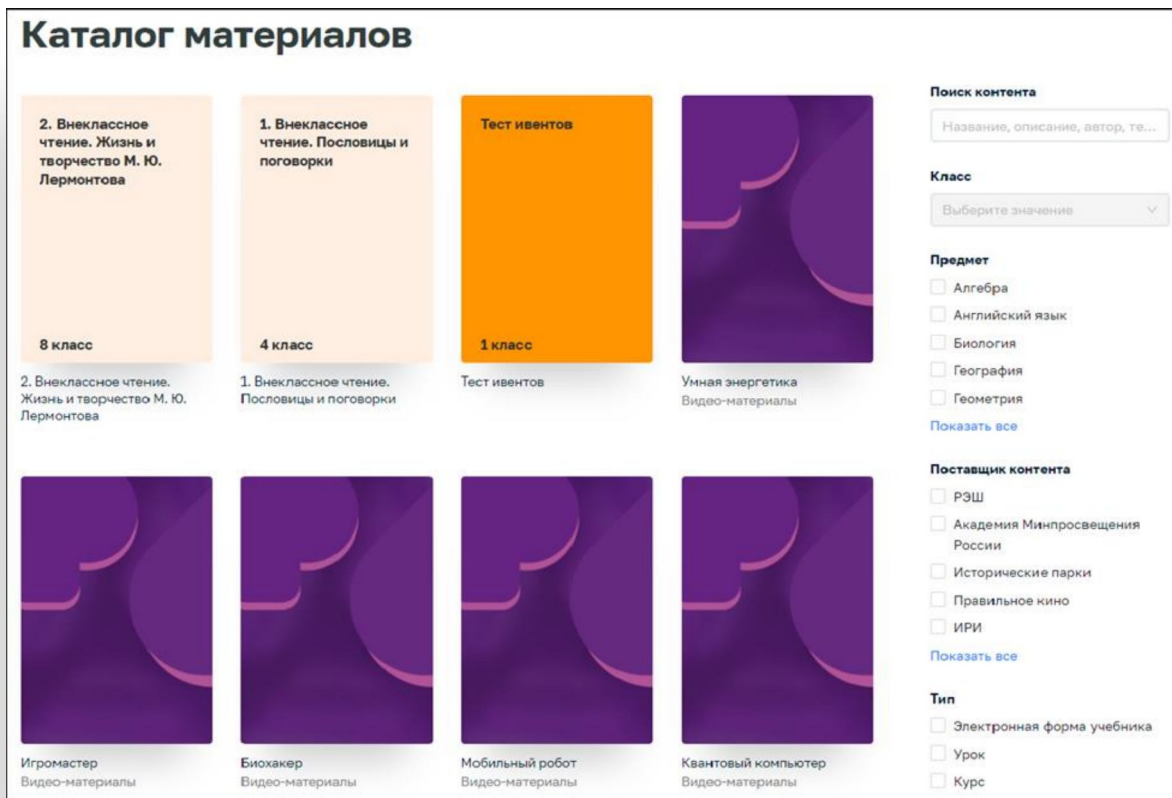 Каталог материалов
2. Внеклассное
чтение. Жизнь и
творчество М. Ю.
Лермонтова
8 класс
2. Внеклассное чтение.
Жизнь и творчество М. Ю.
Лермонтова
1. Внеклассное
чтение. Пословицы и
поговорки
4 класс
1. Внеклассное чтение.
Пословицы и поговорки
Тест ивентов
1 класс
Тест ивентов
Умная энергетика
Видео-материалы
Игромастер
Видео-материалы
Биохакер
Видео-материалы
Мобильный робот
Видео-материалы
Квантовый компьютер
Видео-материалы
Поиск контента
Название, описание, автор, те...
Класс
Выберите значение
Предмет
Алгебра
Английский язык
Биология
География
Геометрия
Показать все
Поставщик контента
РЭШ
Академия Минпросвещения
России
Исторические парки
Правильное кино
ИРИ
Показать все
Тип
Электронная форма учебника
Урок
Курс